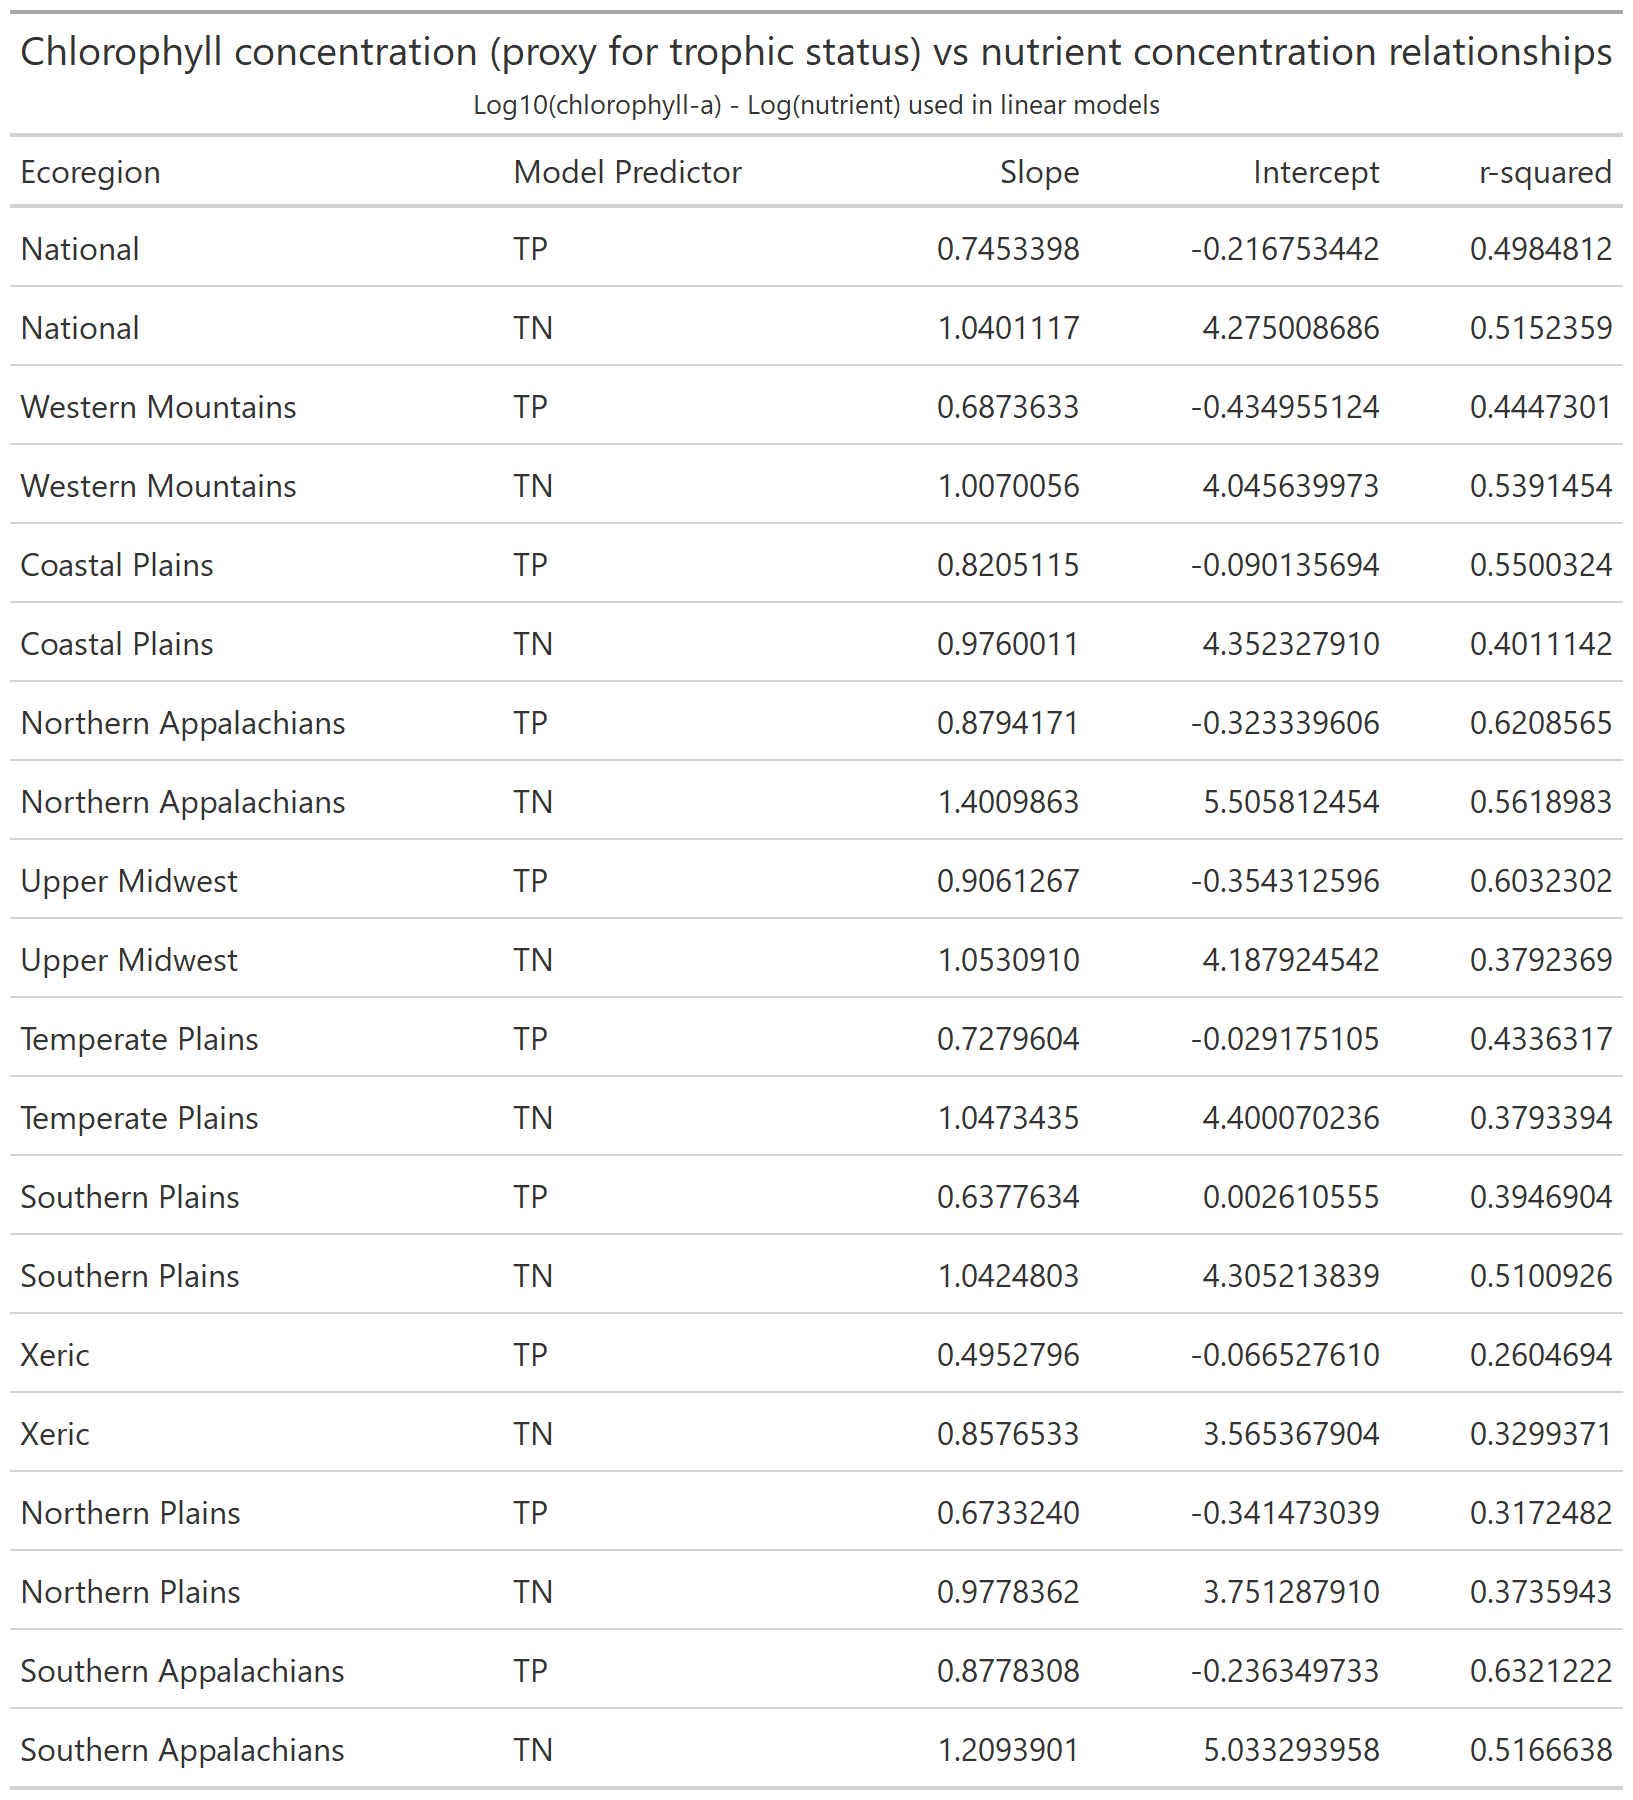 Chlorophyll concentration (proxy for trophic status) vs nutrient concentration relationships
Log10(chlorophyll-a) - Log(nutrient) used in linear models
Ecoregion Model Predictor Slope Intercept r-squared
National TP 0.7453398 -0.216753442 0.4984812
National TN 1.0401117 4.275008686 0.5152359
Western Mountains TP 0.6873633 -0.434955124 0.4447301
Western Mountains TN 1.0070056 4.045639973 0.5391454
Coastal Plains TP 0.8205115 -0.090135694 0.5500324
Coastal Plains TN 0.9760011 4.352327910 0.4011142
Northern Appalachians TP 0.8794171 -0.323339606 0.6208565
Northern Appalachians TN 1.4009863 5.505812454 0.5618983
Upper Midwest TP 0.9061267 -0.354312596 0.6032302
Upper Midwest TN 1.0530910 4.187924542 0.3792369
Temperate Plains TP 0.7279604 -0.029175105 0.4336317
Temperate Plains TN 1.0473435 4.400070236 0.3793394
Southern Plains TP 0.6377634 0.002610555 0.3946904
Southern Plains TN 1.0424803 4.305213839 0.5100926
Xeric TP 0.4952796 -0.066527610 0.2604694
Xeric TN 0.8576533 3.565367904 0.3299371
Northern Plains TP 0.6733240 -0.341473039 0.3172482
Northern Plains TN 0.9778362 3.751287910 0.3735943
Southern Appalachians TP 0.8778308 -0.236349733 0.6321222
Southern Appalachians TN 1.2093901 5.033293958 0.5166638